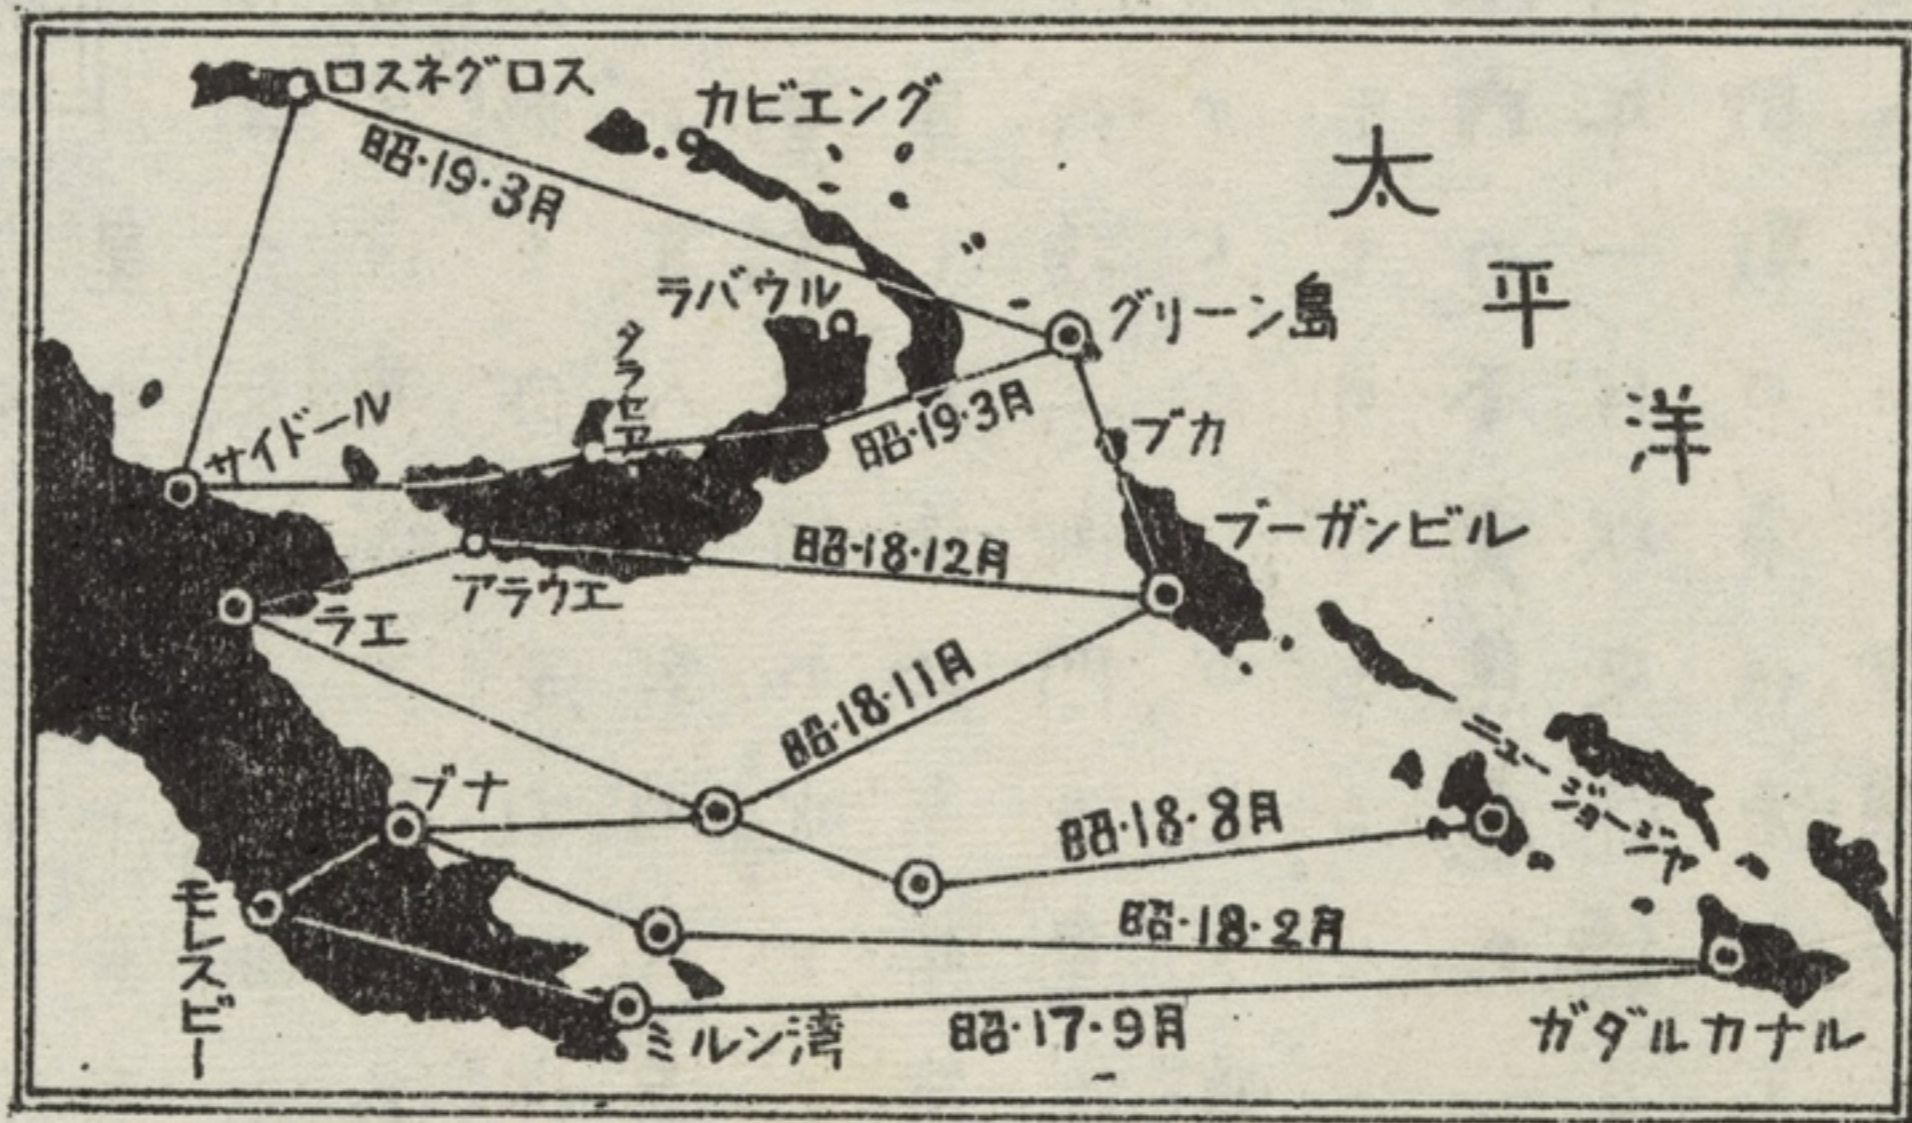 ロスネグロス
カビエング
昭・19・3月
太平洋
ラバウル
グリーン島
タラセア
サイドール
昭・19・3月
ブカ
ブーガンビル
昭・18・12月
アラウエ
ラエ
昭・18・11月
ニュージョージヤ
ブナ
昭・18・8月
モレスビー
昭・18・2月
ミルン湾
昭・17・9月
ガダルカナル